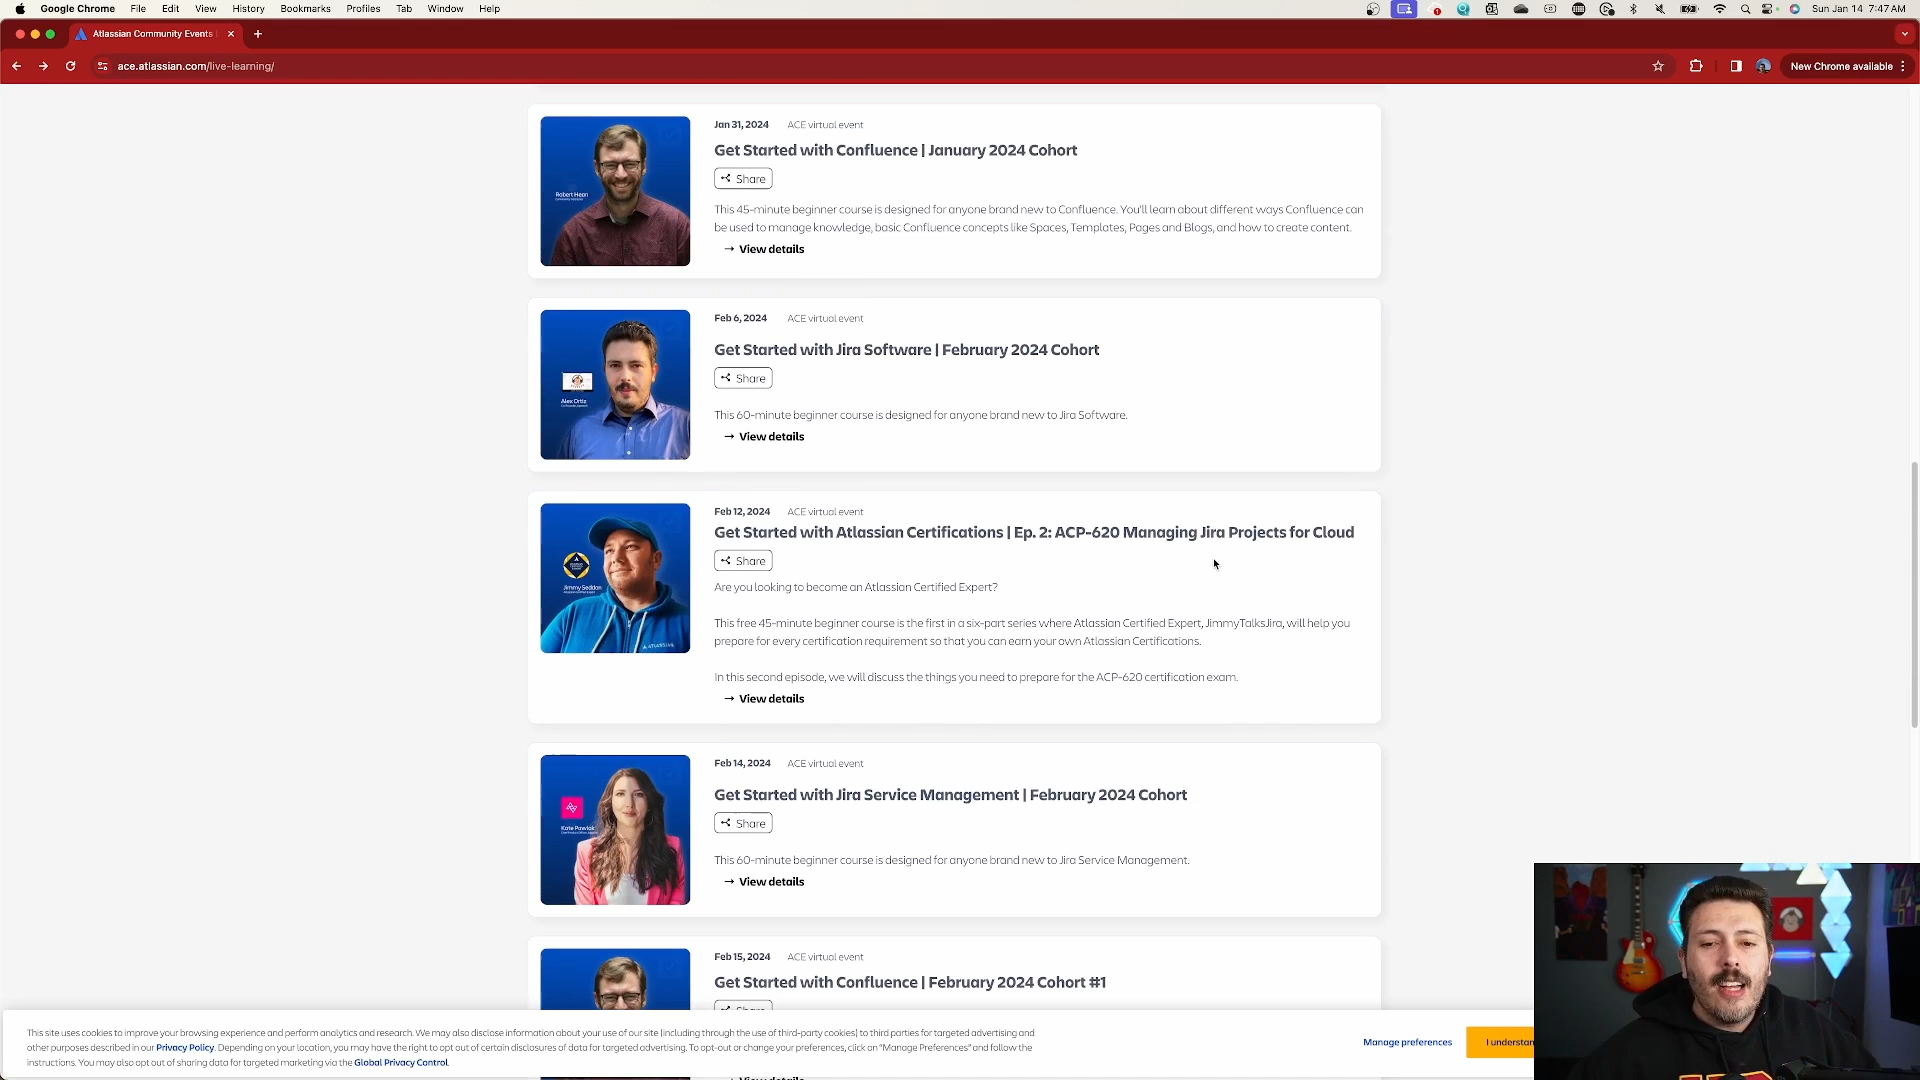 Google Chrome File Edit View History Bookmarks Profiles Tab Window Help
Sun Jan 14 7:47 AM
Atlassian Community Events
ace.atlassian.com/live-learning/
New Chrome available
Jan 31, 2024 ACE virtual event
Get Started with Confluence | January 2024 Cohort
Share
Robert Hean
This 45-minute beginner course is designed for anyone brand new to Confluence. You'll learn about different ways Confluence can
be used to manage knowledge, basic Confluence concepts like Spaces, Templates, Pages and Blogs, and how to create content.
→ View details
Feb 6, 2024 ACE virtual event
Get Started with Jira Software | February 2024 Cohort
Share
Alex Ortiz
This 60-minute beginner course is designed for anyone brand new to Jira Software.
→ View details
Feb 12, 2024 ACE virtual event
Get Started with Atlassian Certifications | Ep. 2: ACP-620 Managing Jira Projects for Cloud
Share
Jimmy Seddon
ATLASSIAN
Are you looking to become an Atlassian Certified Expert?
This free 45-minute beginner course is the first in a six-part series where Atlassian Certified Expert, JimmyTalksJira, will help you
prepare for every certification requirement so that you can earn your own Atlassian Certifications.
In this second episode, we will discuss the things you need to prepare for the ACP-620 certification exam.
→ View details
Feb 14, 2024 ACE virtual event
Get Started with Jira Service Management | February 2024 Cohort
Share
Kate Pawlak
This 60-minute beginner course is designed for anyone brand new to Jira Service Management.
→ View details
Feb 15, 2024 ACE virtual event
Get Started with Confluence | February 2024 Cohort #1
Share
This site uses cookies to improve your browsing experience and perform analytics and research. We may also disclose information about your use of our site (including through the use of third-party cookies) to third parties for targeted advertising and
other purposes described in our Privacy Policy. Depending on your location, you may have the right to opt out of certain disclosures of data for targeted advertising. To opt-out or change your preferences, click on "Manage Preferences" and follow the
instructions. You may also opt out of sharing data for targeted marketing via the Global Privacy Control.
Manage preferences
I understan
View details